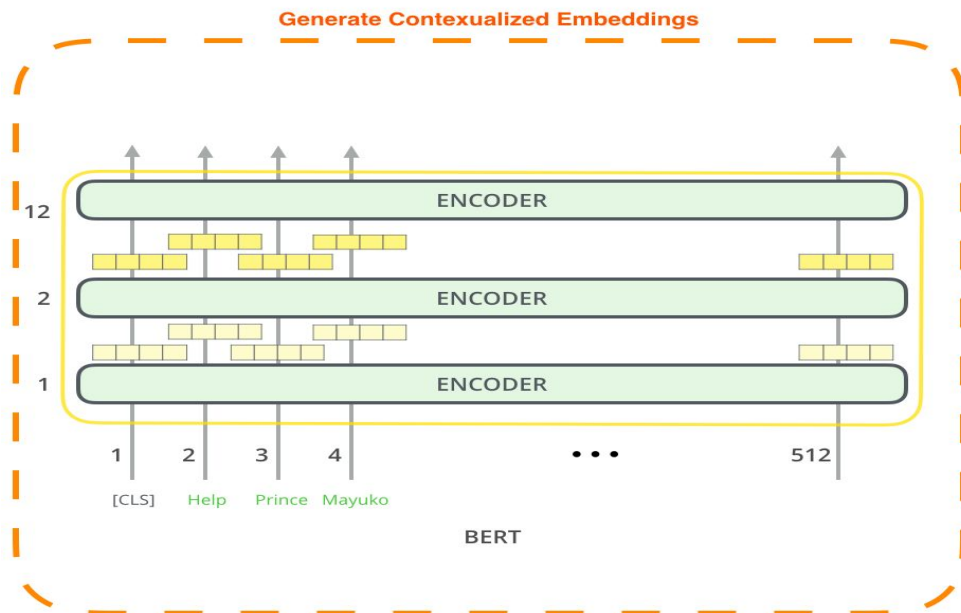 Generate Contexualized Embeddings
12 ENCODER
2 ENCODER
1 ENCODER
1 2 3 4 ... 512
[CLS] Help Prince Mayuko
BERT